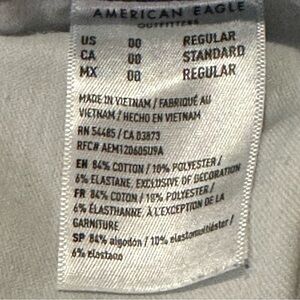 AMERICAN EAGLE
OUTFITTERS
US 00 REGULAR
CA 00 STANDARD
MX 00 REGULAR
MADE IN VIETNAM / FABRIQUÉ AU
VIETNAM / HECHO EN VIETNAM
RN 54485 / CA 03873
RFC# AEM120605U9A
EN 84% COTTON / 10% POLYESTER /
6% ELASTANE, EXCLUSIVE OF DECORATION
FR 84% COTON / 10% POLYESTER /
6% ÉLASTHANNE, À L'EXCEPTION DE LA
GARNITURE
SP 84% algodón / 10% elastomultiéster /
6% elastano